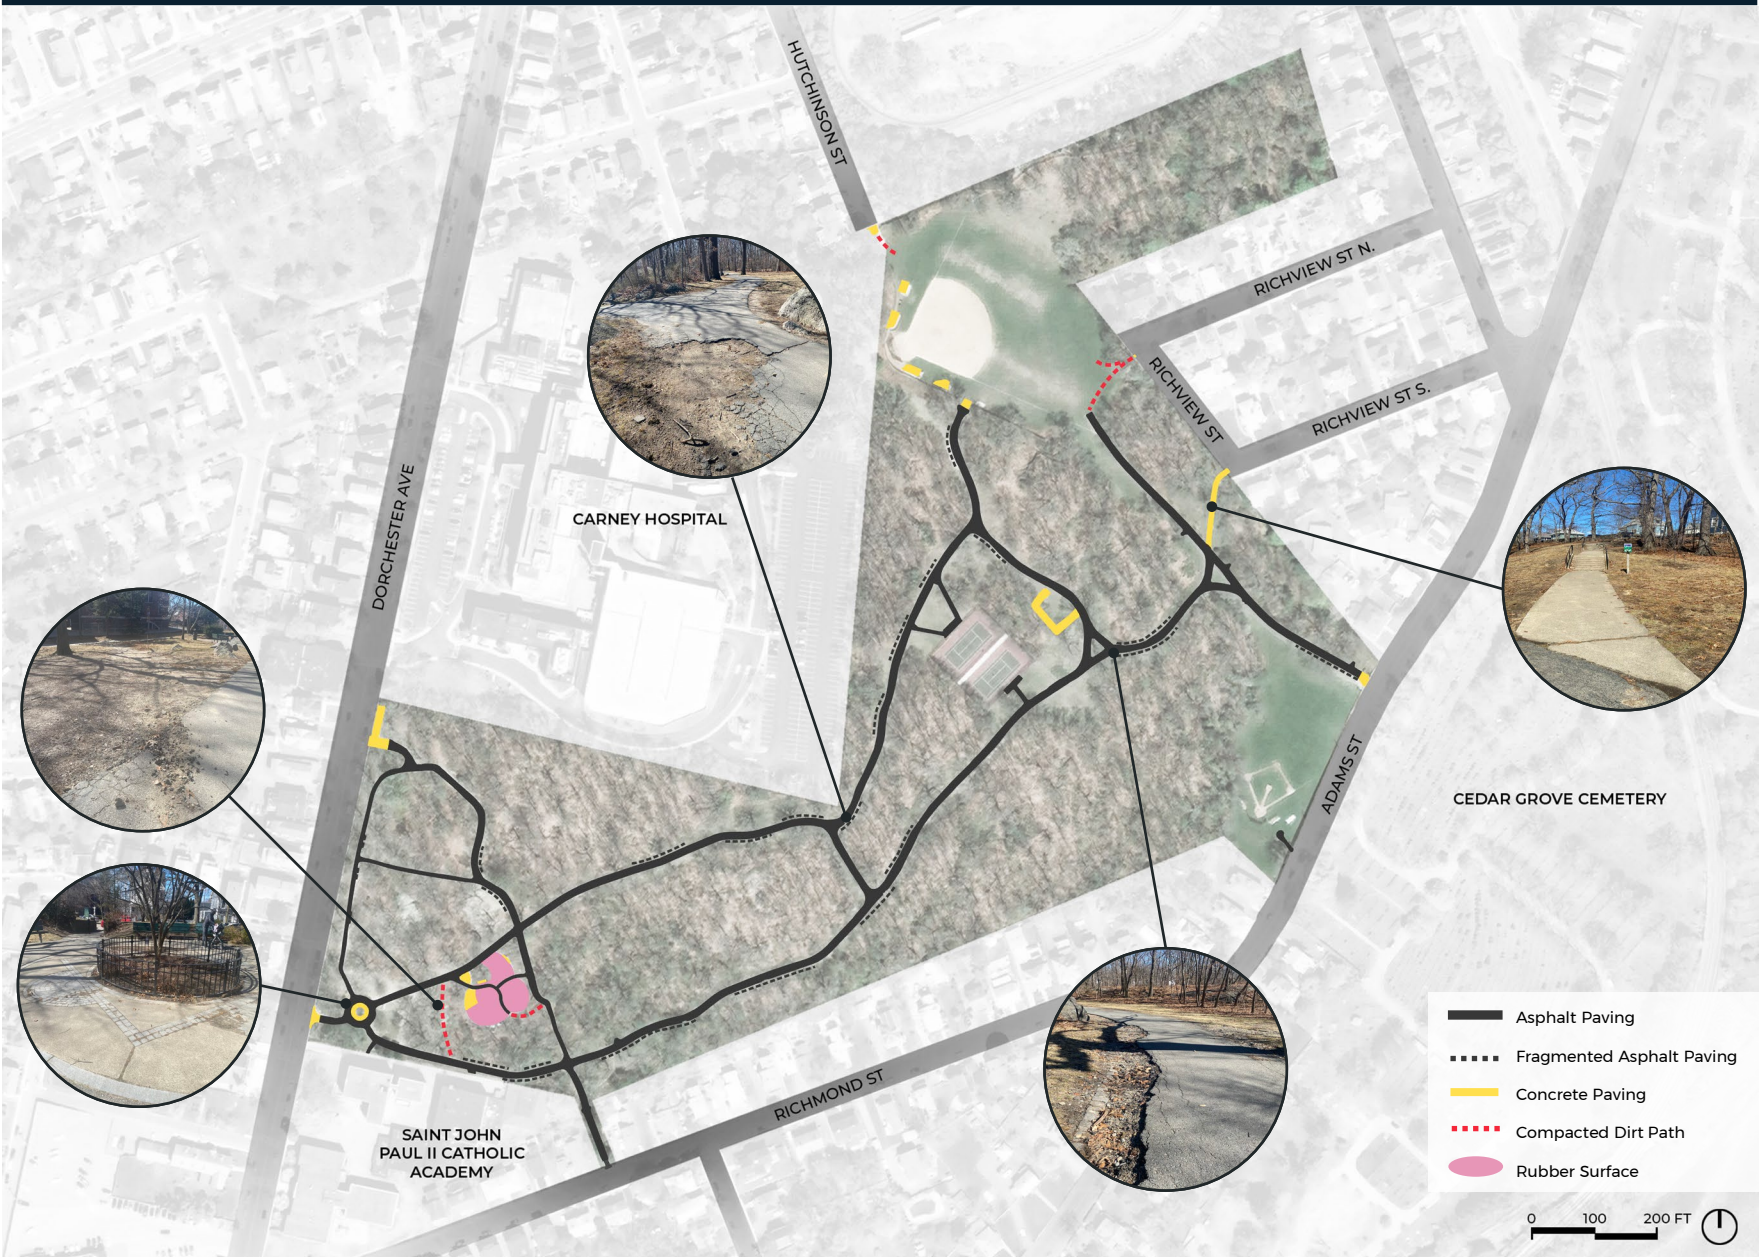 HUTCHINSON ST
RICHVIEW ST N.
RICHVIEW ST
RICHVIEW ST S.
DORCHESTER AVE
CARNEY HOSPITAL
ADAMS ST
CEDAR GROVE CEMETERY
RICHMOND ST
SAINT JOHN
PAUL II CATHOLIC
ACADEMY
Asphalt Paving
Fragmented Asphalt Paving
Concrete Paving
Compacted Dirt Path
Rubber Surface
0 100 200 FT